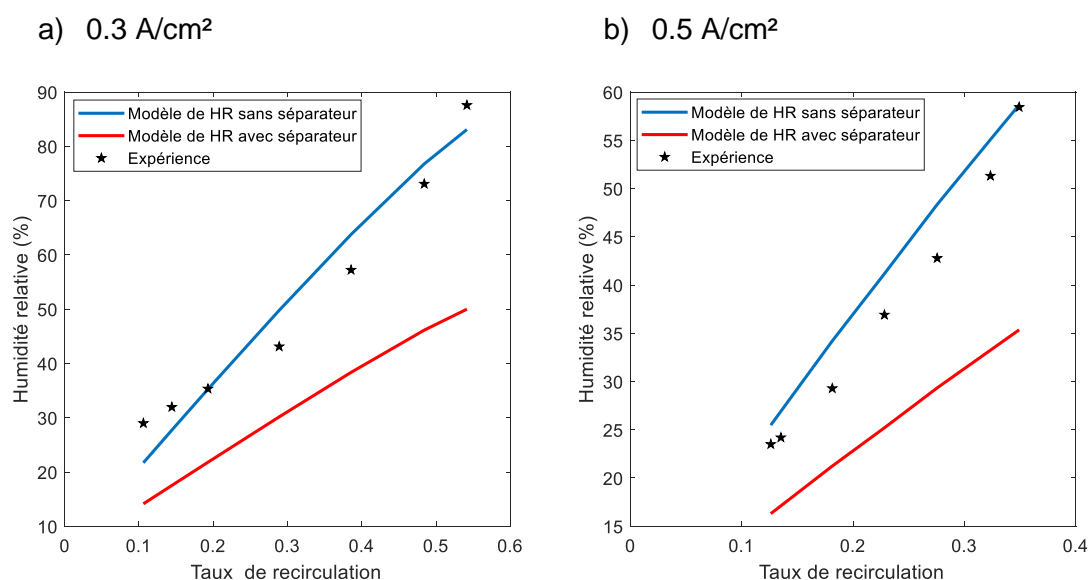 a) 0.3 A/cm²
90
80
70
60
50
40
30
20
10
Humidité relative (%)
Modèle de HR sans séparateur
Modèle de HR avec séparateur
Expérience
0 0.1 0.2 0.3 0.4 0.5 0.6
Taux de recirculation
b) 0.5 A/cm²
60
55
50
45
40
35
30
25
20
15
Humidité relative (%)
Modèle de HR sans séparateur
Modèle de HR avec séparateur
Expérience
0 0.1 0.2 0.3 0.4
Taux de recirculation